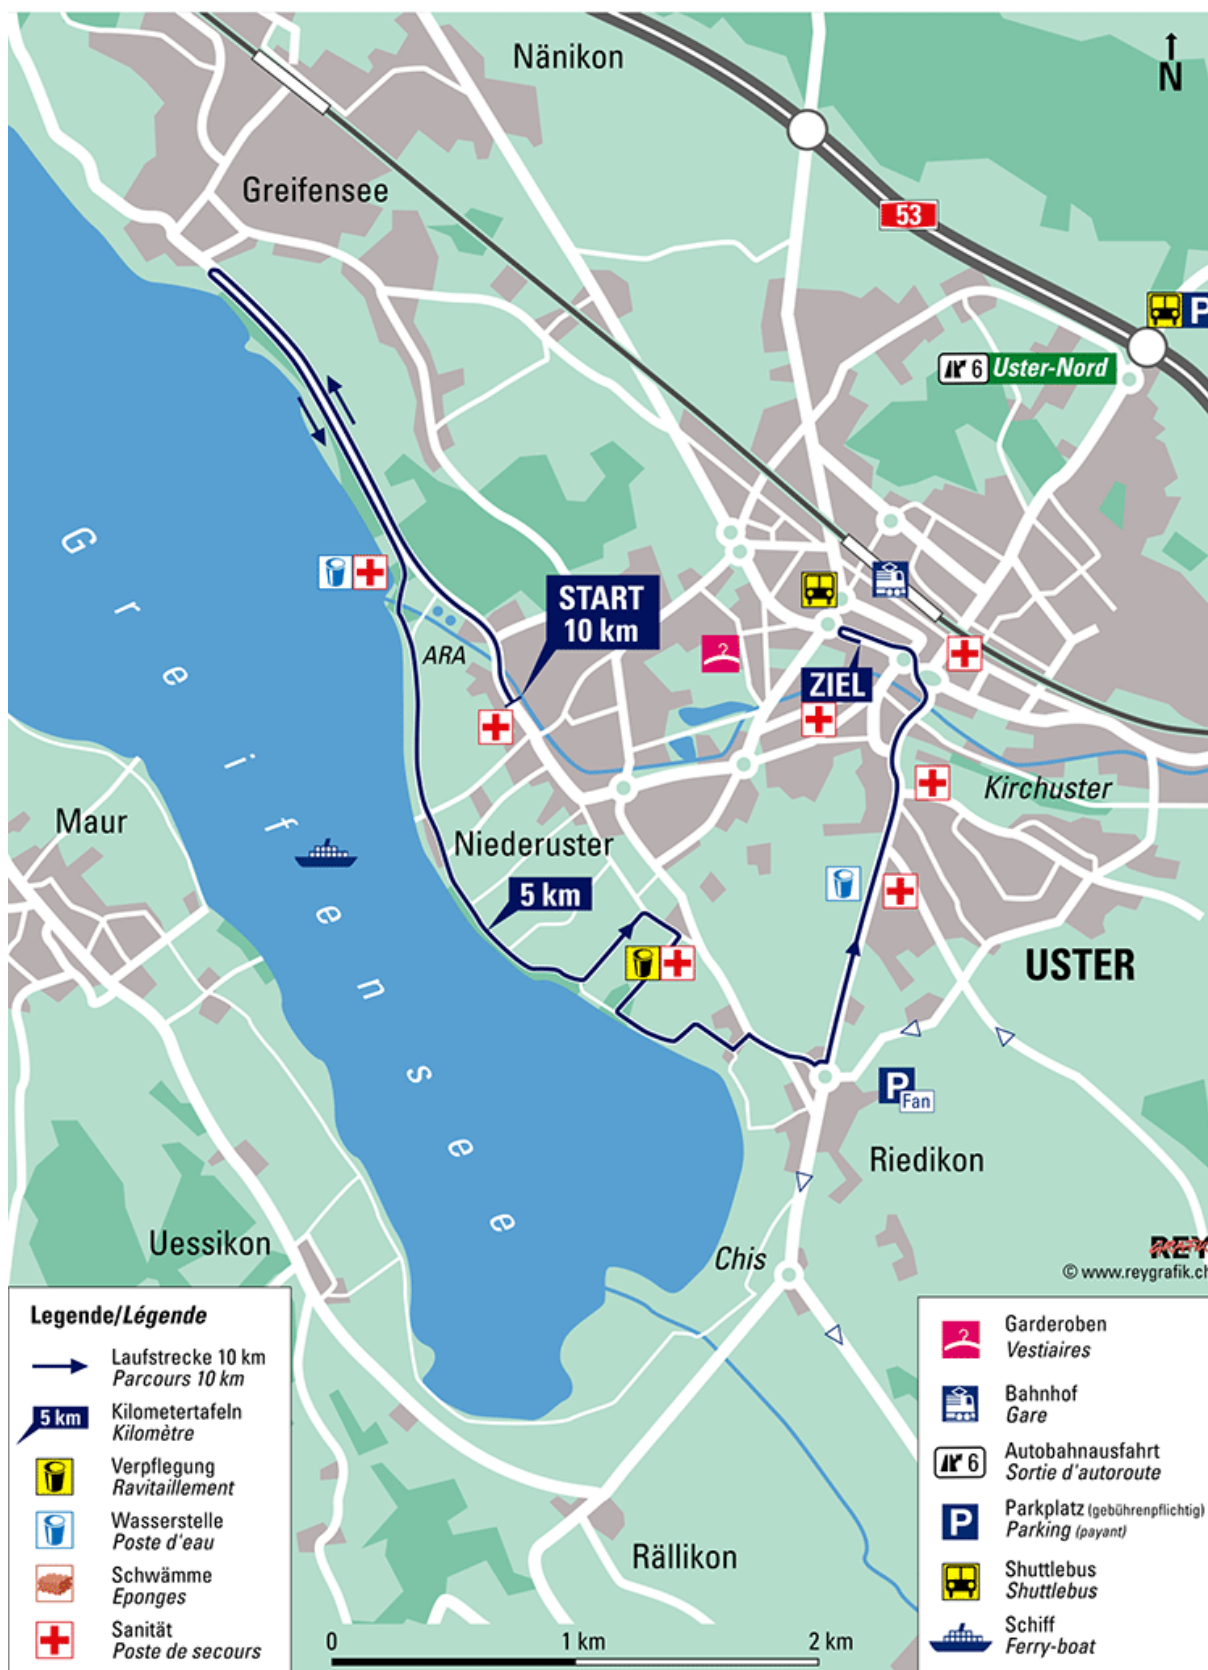 Nänikon
N
Greifensee
53
P
6 Uster-Nord
START
10 km
ARA
ZIEL
Greifensee
Kirchuster
Maur
Niederuster
5 km
USTER
P
Fan
Riedikon
Uessikon
Chis
REY
GRAFIK
© www.reygrafik.ch
Rällikon
0 1 km 2 km
Legende/Légende
Laufstrecke 10 km
Parcours 10 km
5 km
Kilometertafeln
Kilomètre
Verpflegung
Ravitaillement
Wasserstelle
Poste d'eau
Schwämme
Eponges
Sanität
Poste de secours
Garderoben
Vestiaires
Bahnhof
Gare
6
Autobahnausfahrt
Sortie d'autoroute
P
Parkplatz (gebührenpflichtig)
Parking (payant)
Shuttlebus
Shuttlebus
Schiff
Ferry-boat